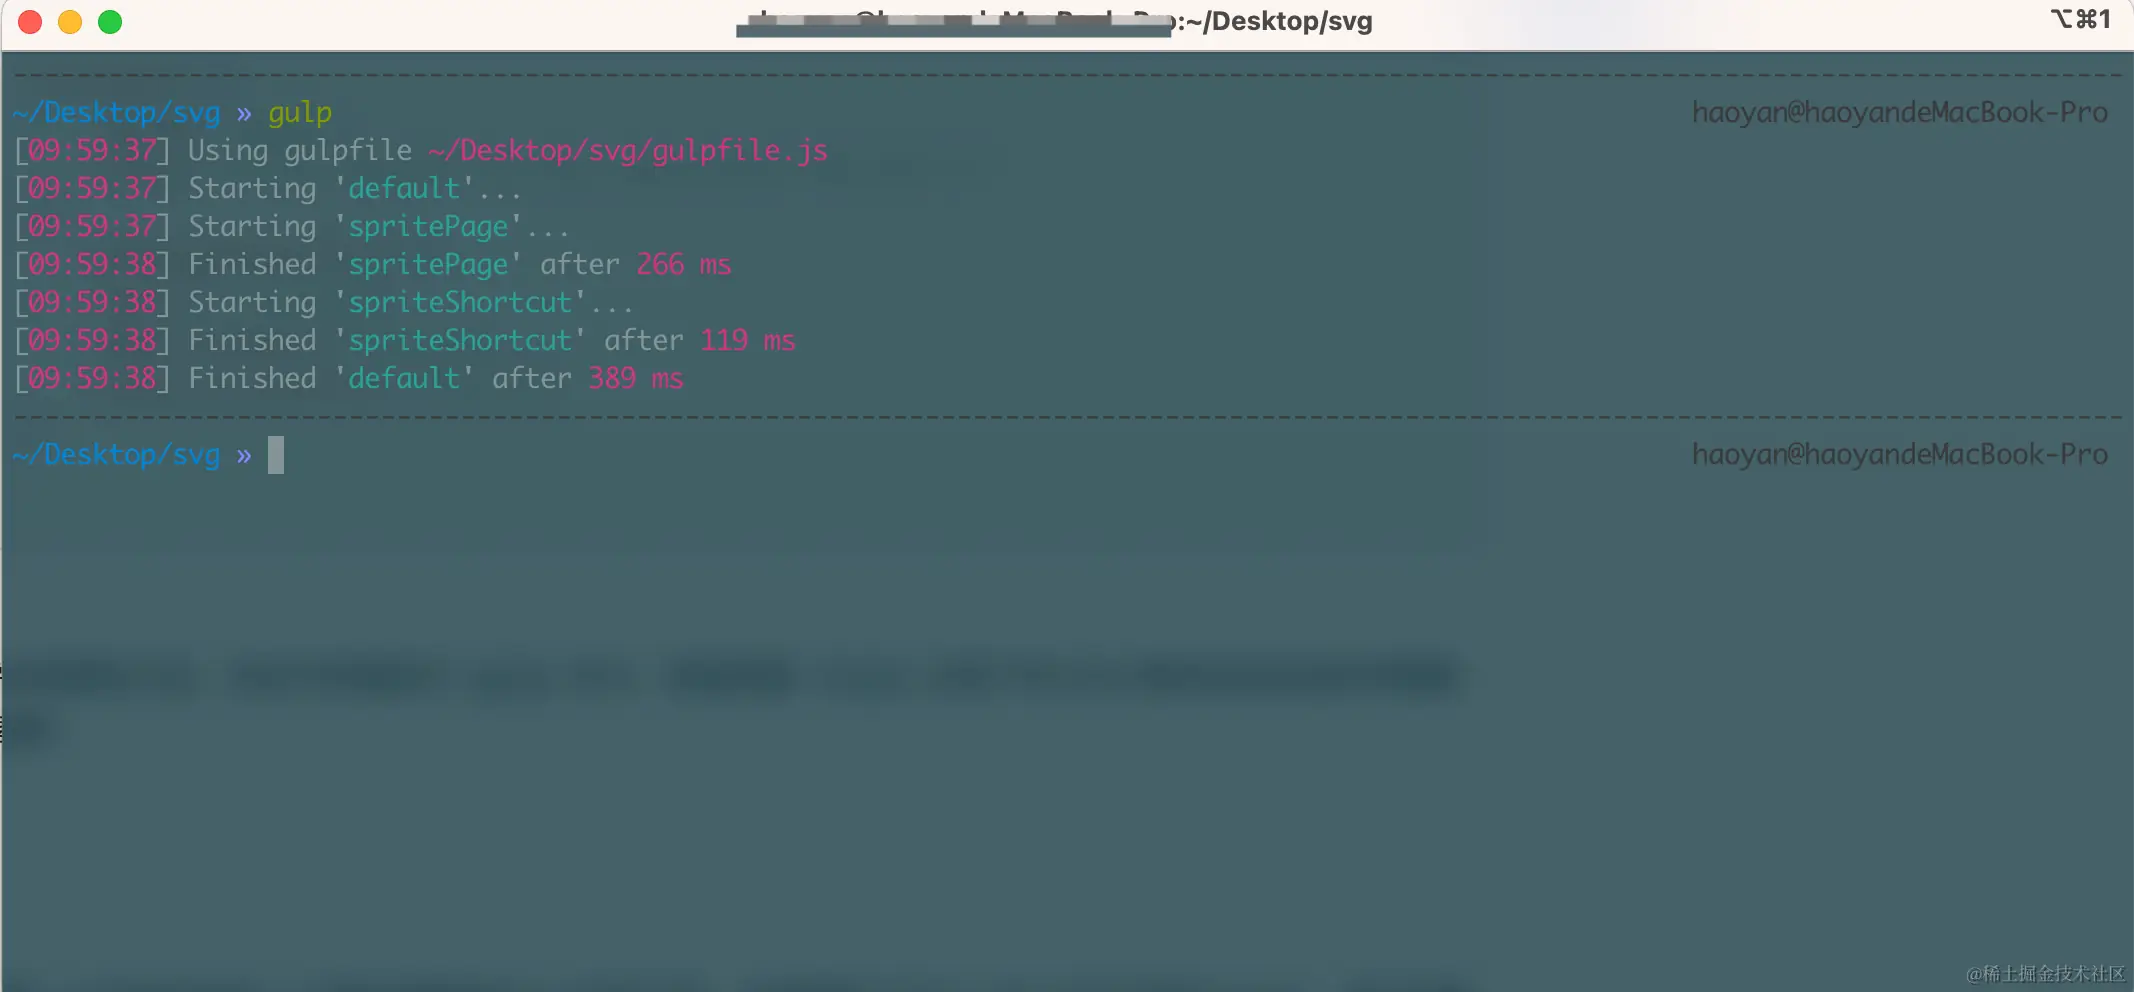 :~/Desktop/svg
⌥⌘1
~/Desktop/svg » gulp
haoyan@haoyandeMacBook-Pro
[09:59:37] Using gulpfile ~/Desktop/svg/gulpfile.js
[09:59:37] Starting 'default'...
[09:59:37] Starting 'spritePage'...
[09:59:38] Finished 'spritePage' after 266 ms
[09:59:38] Starting 'spriteShortcut'...
[09:59:38] Finished 'spriteShortcut' after 119 ms
[09:59:38] Finished 'default' after 389 ms
~/Desktop/svg »
haoyan@haoyandeMacBook-Pro
@稀土掘金技术社区